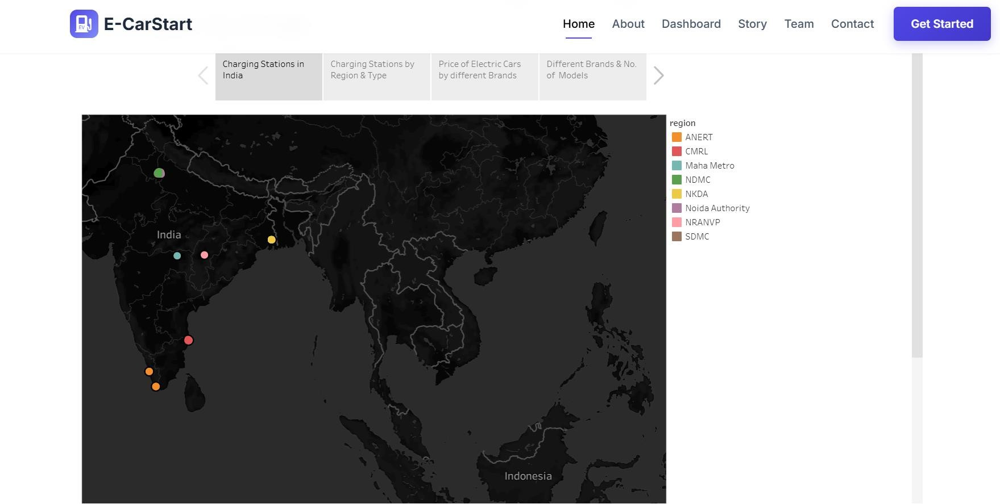 EV
E-CarStart
Home
About
Dashboard
Story
Team
Contact
Get Started
Charging Stations in
India
Charging Stations by
Region & Type
Price of Electric Cars
by different Brands
Different Brands & No.
of Models
region
ANERT
CMRL
Maha Metro
NDMC
NKDA
Noida Authority
NRANVP
SDMC
India
Indonesia